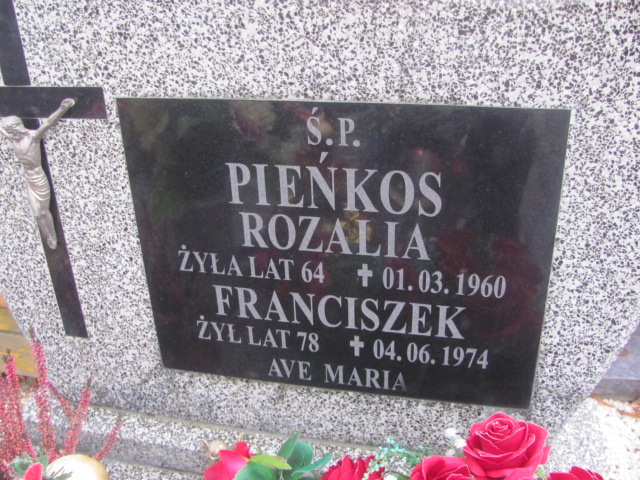 Ś.P.
PIEŃKOS
ROZALIA
ŻYŁA LAT 64 ✝ 01.03.1960
FRANCISZEK
ŻYŁ LAT 78 ✝ 04.06.1974
AVE MARIA